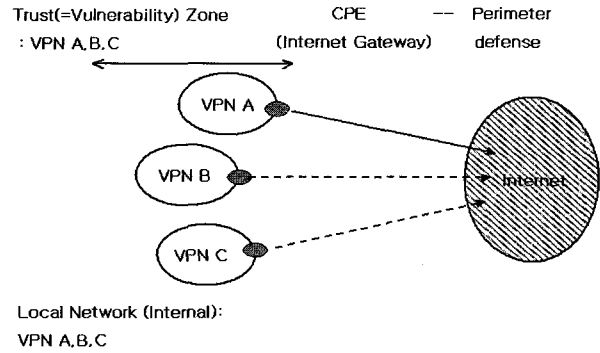 Trust(=Vulnerability) Zone
: VPN A,B,C
CPE
(Internet Gateway)
-- Perimeter
defense
VPN A
VPN B
Internet
VPN C
Local Network (Internal):
VPN A,B,C